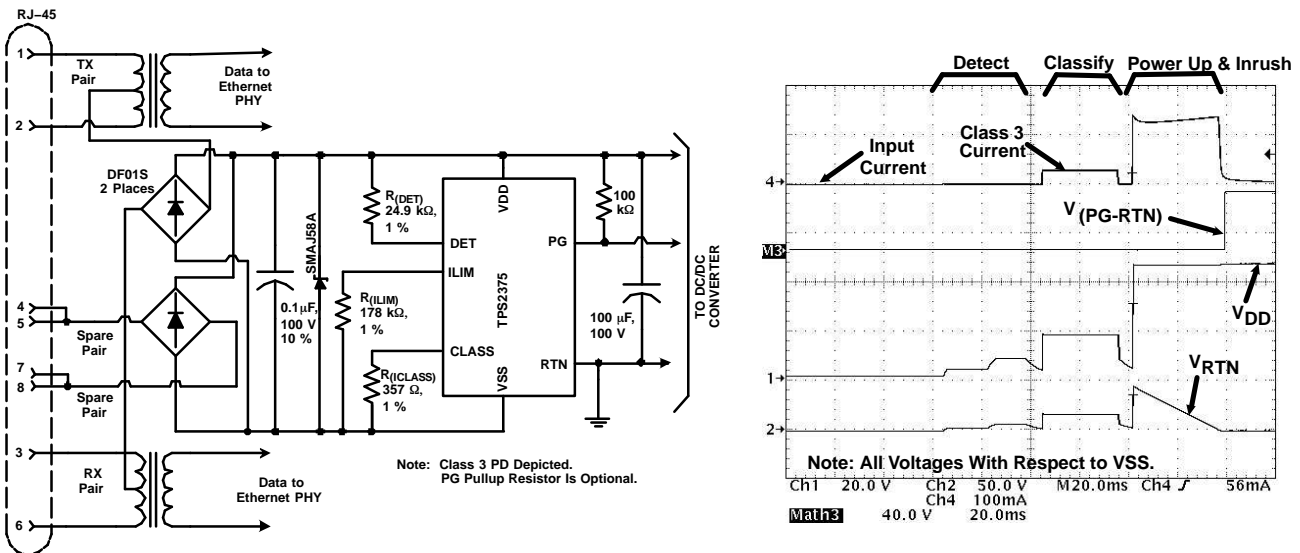 RJ-45
1
TX
Pair
Data to
Ethernet
PHY
2
DF01S
2 Places
4
5
Spare
Pair
7
8
Spare
Pair
3
RX
Pair
Data to
Ethernet PHY
6
0.1 µF,
100 V
10 %
SMAJ58A
R(DET)
24.9 kΩ,
1 %
R(ILIM)
178 kΩ,
1 %
R(ICLASS)
357 Ω,
1 %
VDD
DET
PG
ILIM
TPS2375
CLASS
RTN
VSS
100
kΩ
100 µF,
100 V
TO DC/DC
CONVERTER
Note: Class 3 PD Depicted.
PG Pullup Resistor Is Optional.
Detect
Classify
Power Up & Inrush
Input
Current
Class 3
Current
V(PG-RTN)
VDD
VRTN
4
M3
1
2
Note: All Voltages With Respect to VSS.
Ch1 20.0 V Ch2 50.0 V M20.0ms Ch4 ƒ 56mA
Ch4 100mA
Math3 40.0 V 20.0ms